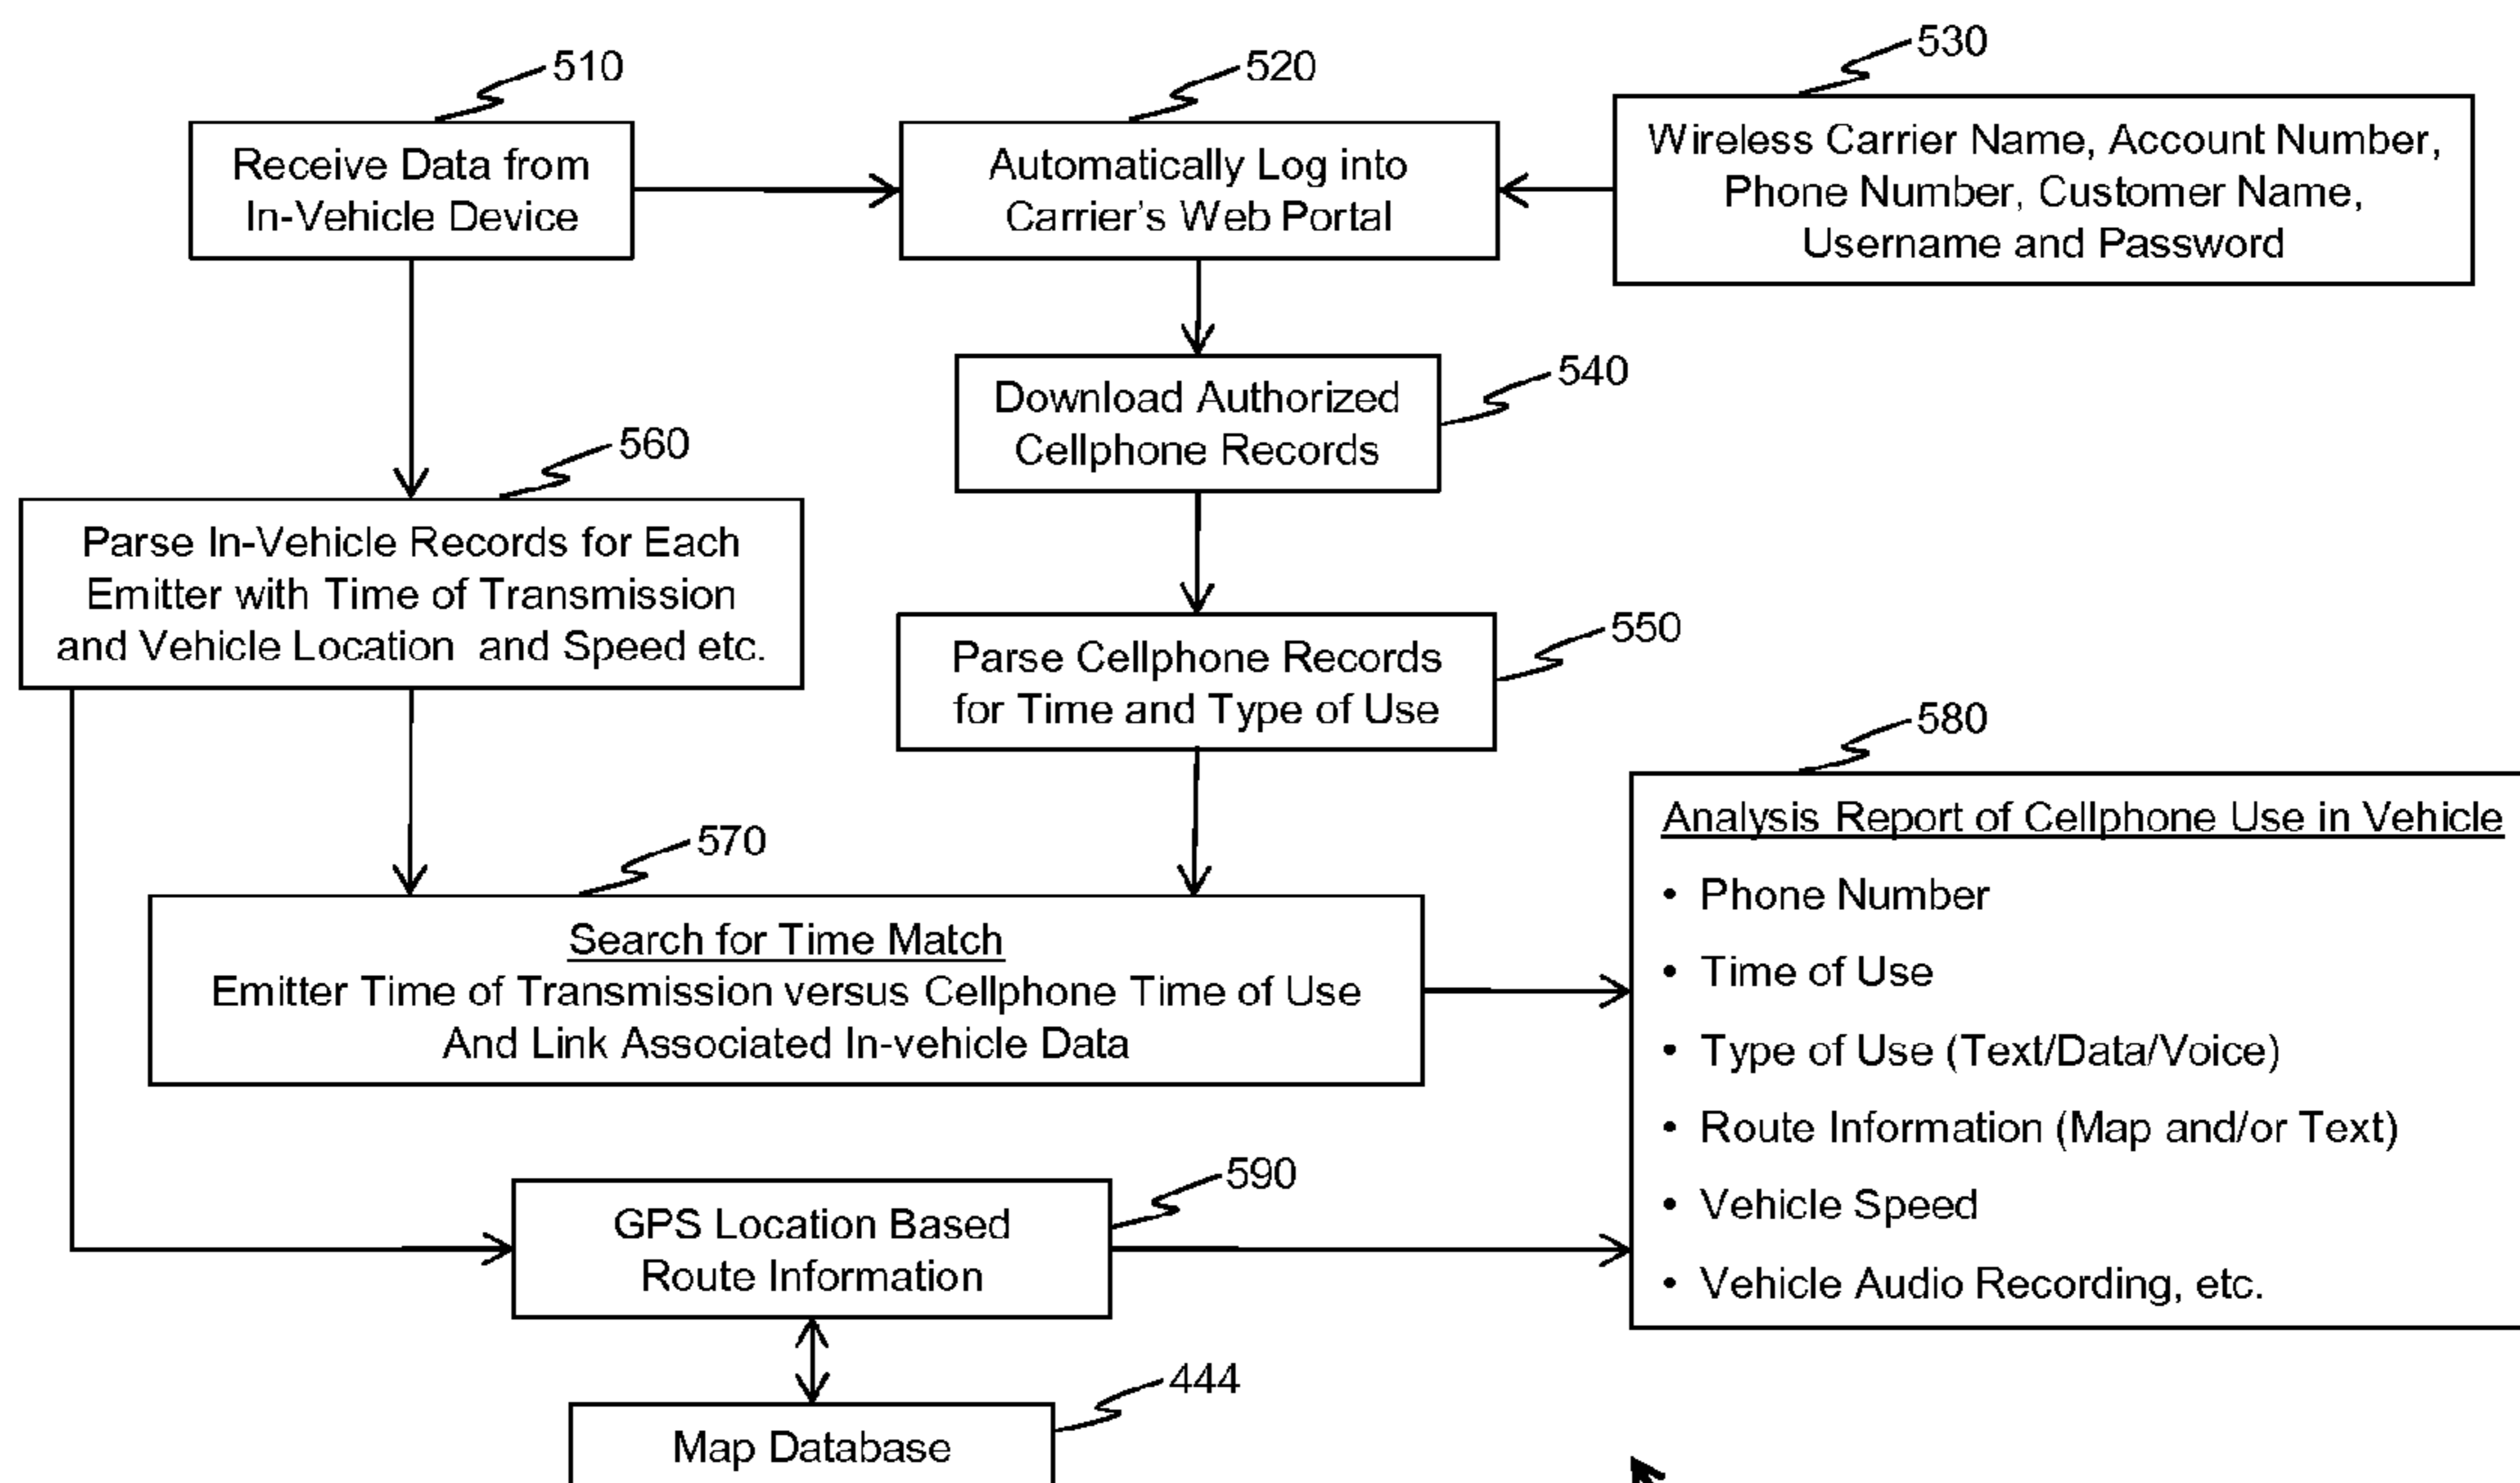 510
Receive Data from
In-Vehicle Device
520
Automatically Log into
Carrier's Web Portal
530
Wireless Carrier Name, Account Number,
Phone Number, Customer Name,
Username and Password
540
Download Authorized
Cellphone Records
560
Parse In-Vehicle Records for Each
Emitter with Time of Transmission
and Vehicle Location and Speed etc.
550
Parse Cellphone Records
for Time and Type of Use
570
Search for Time Match
Emitter Time of Transmission versus Cellphone Time of Use
And Link Associated In-vehicle Data
580
Analysis Report of Cellphone Use in Vehicle
• Phone Number
• Time of Use
• Type of Use (Text/Data/Voice)
• Route Information (Map and/or Text)
• Vehicle Speed
• Vehicle Audio Recording, etc.
590
GPS Location Based
Route Information
444
Map Database